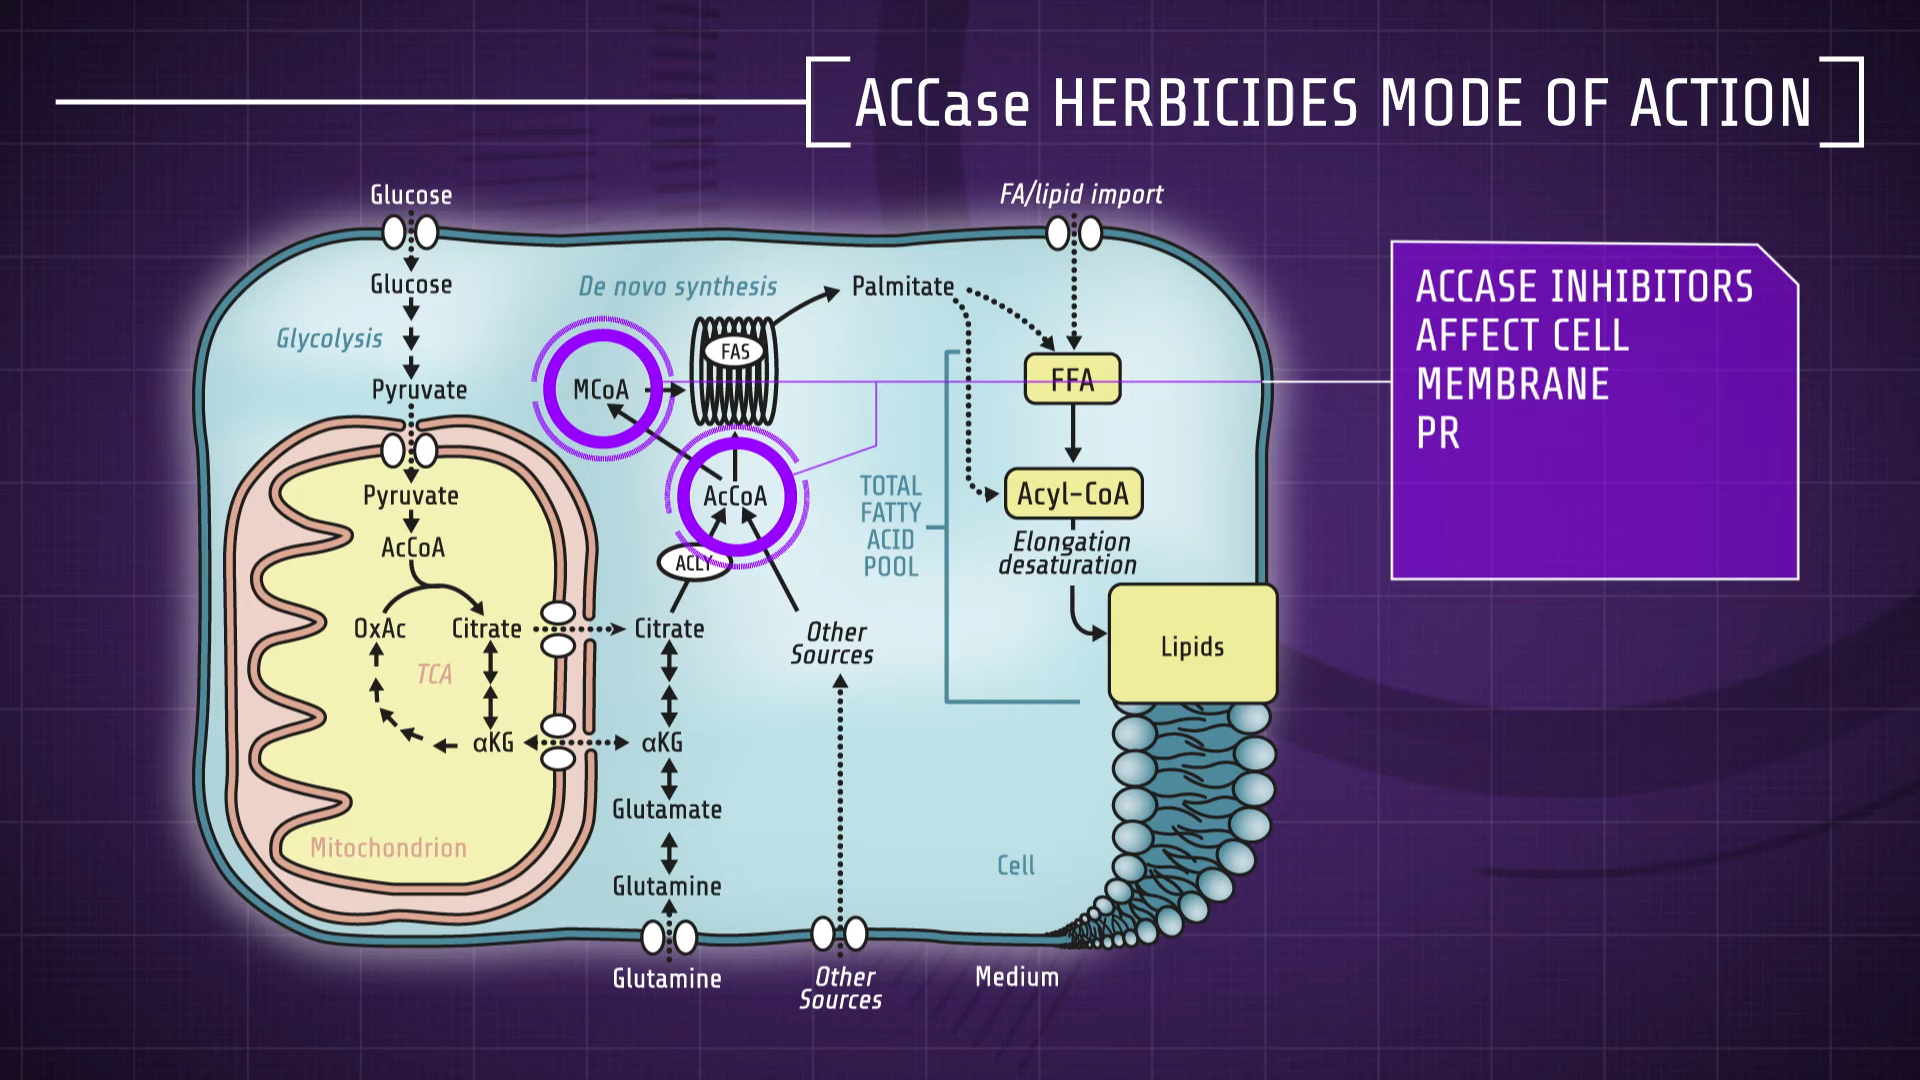 ACCase HERBICIDES MODE OF ACTION
Glucose
FA/lipid import
Glucose
De novo synthesis
Palmitate
Glycolysis
FAS
Pyruvate
MCoA
FFA
ACCASE INHIBITORS
AFFECT CELL
MEMBRANE
PR
Pyruvate
AcCoA
AcCoA
TOTAL
FATTY
ACID
POOL
Acyl-CoA
Elongation
desaturation
ACLY
OxAc
Citrate
Citrate
Other
Sources
Lipids
TCA
αKG
αKG
Glutamate
Mitochondrion
Glutamine
Cell
Glutamine
Other
Sources
Medium